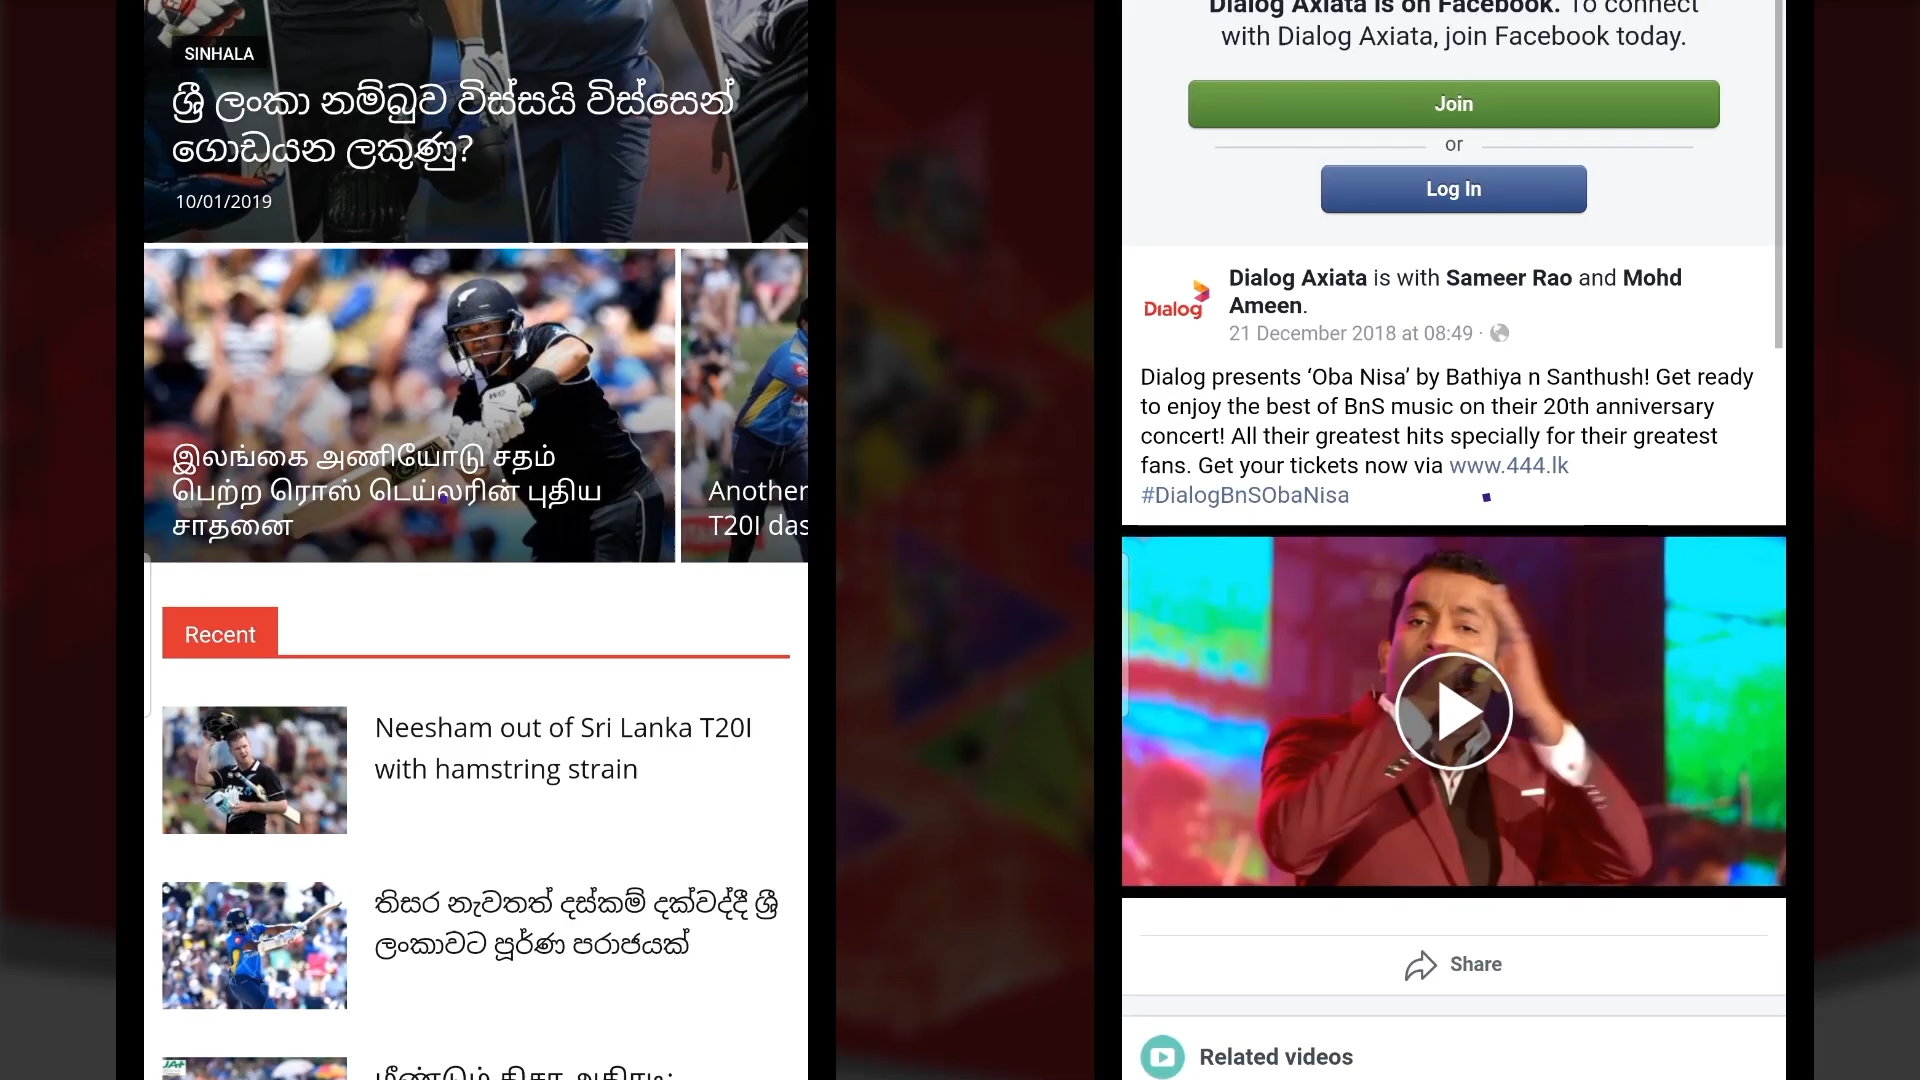 SINHALA
ශ්‍රී ලංකා නම්බුව විස්සයි විස්සෙන්
ගොඩයන ලකුණු?
10/01/2019
இலங்கை அணியோடு சதம்
பெற்ற ரொஸ் டெய்லரின் புதிய
சாதனை
Another
T20I das
Recent
Neesham out of Sri Lanka T20I
with hamstring strain
තිසර නැවතත් දස්කම් දක්වද්දී ශ්‍රී
ලංකාවට පූර්ණ පරාජයක්
Dialog Axiata is on Facebook. To connect
with Dialog Axiata, join Facebook today.
Join
or
Log In
Dialog
Dialog Axiata is with Sameer Rao and Mohd
Ameen.
21 December 2018 at 08:49 ·
Dialog presents ‘Oba Nisa’ by Bathiya n Santhush! Get ready
to enjoy the best of BnS music on their 20th anniversary
concert! All their greatest hits specially for their greatest
fans. Get your tickets now via www.444.lk
#DialogBnSObaNisa
Share
Related videos